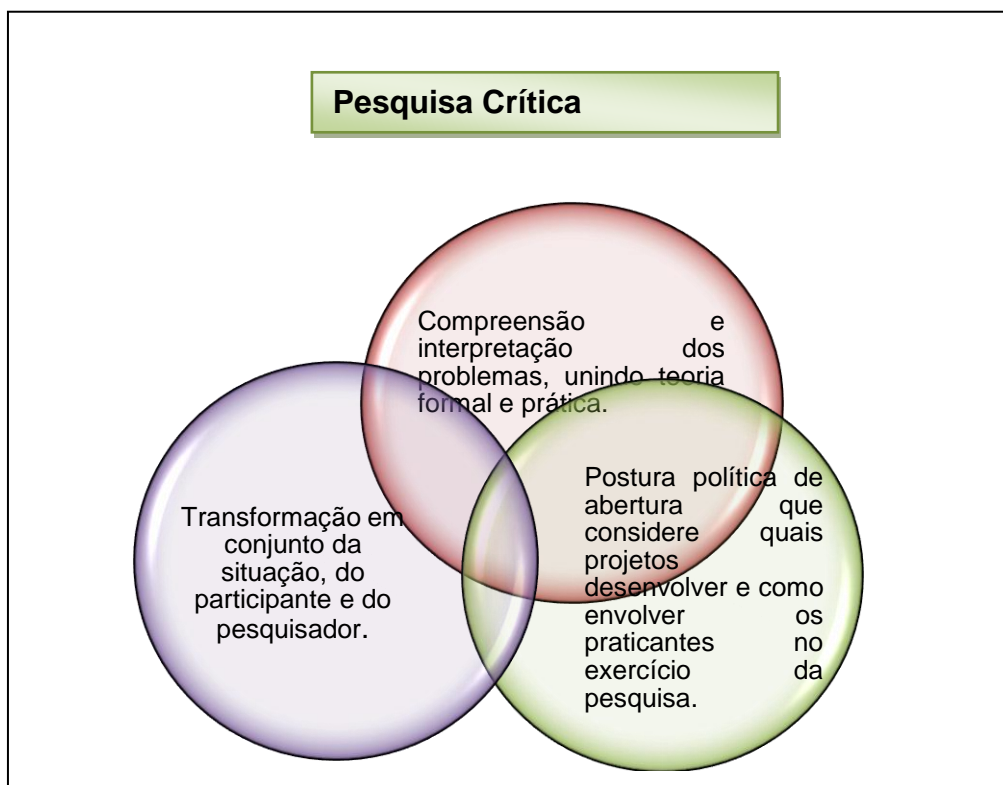 Pesquisa Crítica
Compreensão e
interpretação dos
problemas, unindo teoria
formal e prática.
Transformação em
conjunto da
situação, do
participante e do
pesquisador.
Postura política de
abertura que
considere quais
projetos
desenvolver e como
envolver os
praticantes no
exercício da
pesquisa.